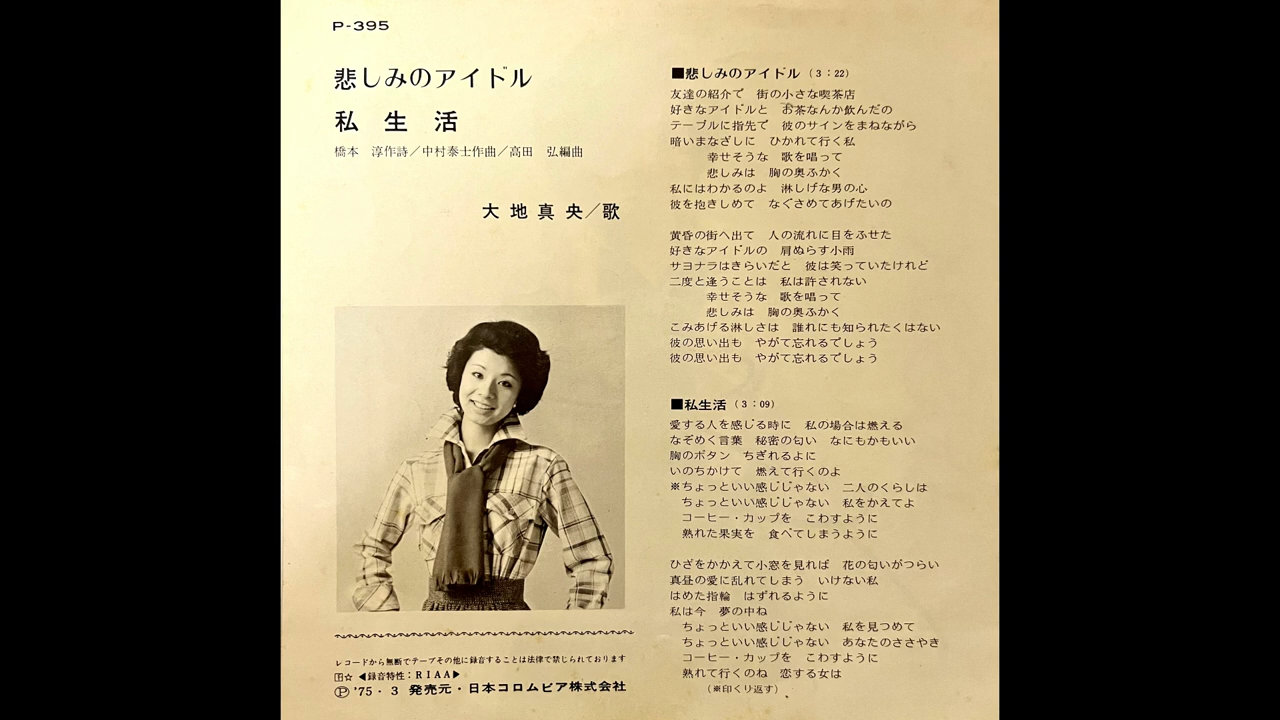 P-395
悲しみのアイドル
私生活
橋本 淳作詩／中村泰士作曲／高田 弘編曲
大地真央／歌
レコードから無断でテープその他に録音することは法律で禁じられております
☆ ◀録音特性：RIAA▶
Ⓟ '75・3 発売元・日本コロムビア株式会社
■悲しみのアイドル（3：22）
友達の紹介で 街の小さな喫茶店
好きなアイドルと お茶なんか飲んだの
テーブルに指先で 彼のサインをまねながら
暗いまなざしに ひかれて行く私
幸せそうな 歌を唱って
悲しみは 胸の奥ふかく
私にはわかるのよ 淋しげな男の心
彼を抱きしめて なぐさめてあげたいの
黄昏の街へ出て 人の流れに目をふせた
好きなアイドルの 肩ぬらす小雨
サヨナラはきらいだと 彼は笑っていたけれど
二度と逢うことは 私は許されない
幸せそうな 歌を唱って
悲しみは 胸の奥ふかく
こみあげる淋しさは 誰れにも知られたくはない
彼の思い出も やがて忘れるでしょう
彼の思い出も やがて忘れるでしょう
■私生活（3：09）
愛する人を感じる時に 私の場合は燃える
なぞめく言葉 秘密の匂い なにもかもいい
胸のボタン ちぎれるよに
いのちかけて 燃えて行くのよ
※ちょっといい感じじゃない 二人のくらしは
ちょっといい感じじゃない 私をかえてよ
コーヒー・カップを こわすように
熟れた果実を 食べてしまうように
ひざをかかえて小窓を見れば 花の匂いがつらい
真昼の愛に乱れてしまう いけない私
はめた指輪 はずれるように
私は今 夢の中ね
ちょっといい感じじゃない 私を見つめて
ちょっといい感じじゃない あなたのささやき
コーヒー・カップを こわすように
熟れて行くのね 恋する女は
（※印くり返す）